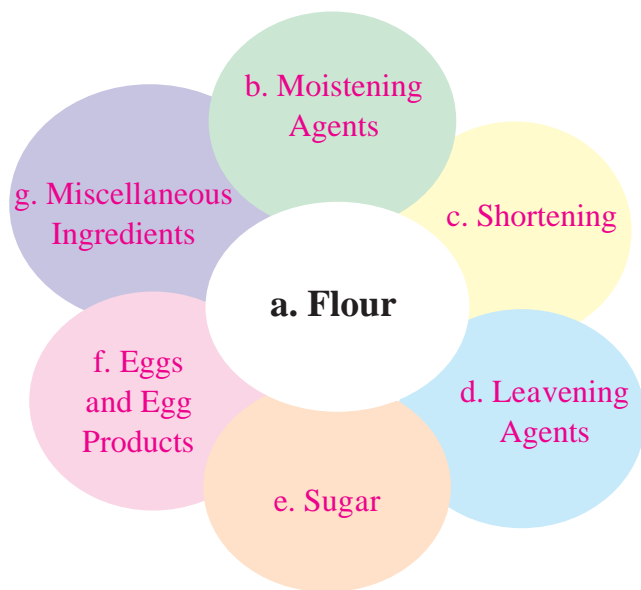 a. Flour
b. Moistening
Agents
c. Shortening
d. Leavening
Agents
e. Sugar
f. Eggs
and Egg
Products
g. Miscellaneous
Ingredients